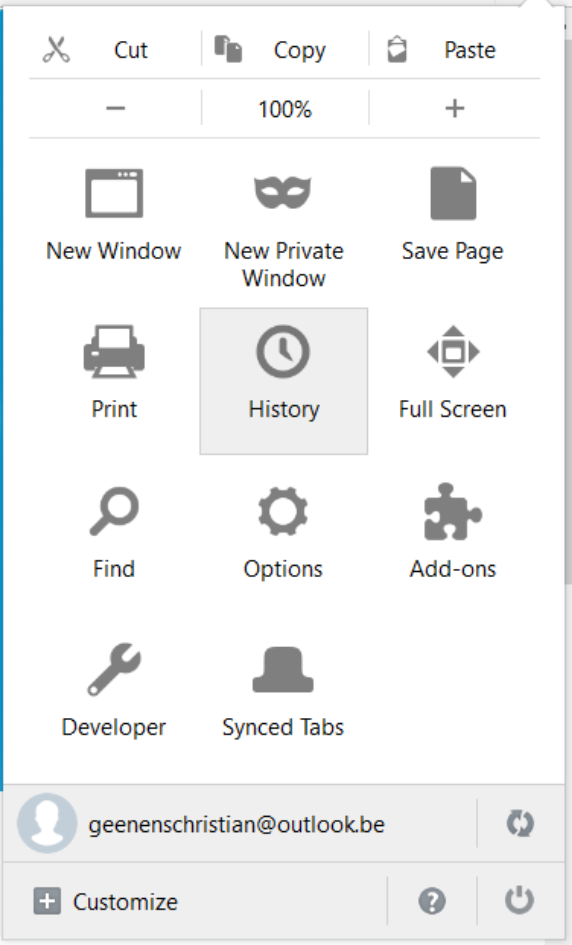 Cut Copy Paste
− 100% +
New Window New Private Window Save Page
Print History Full Screen
Find Options Add-ons
Developer Synced Tabs
geenenschristian@outlook.be
Customize